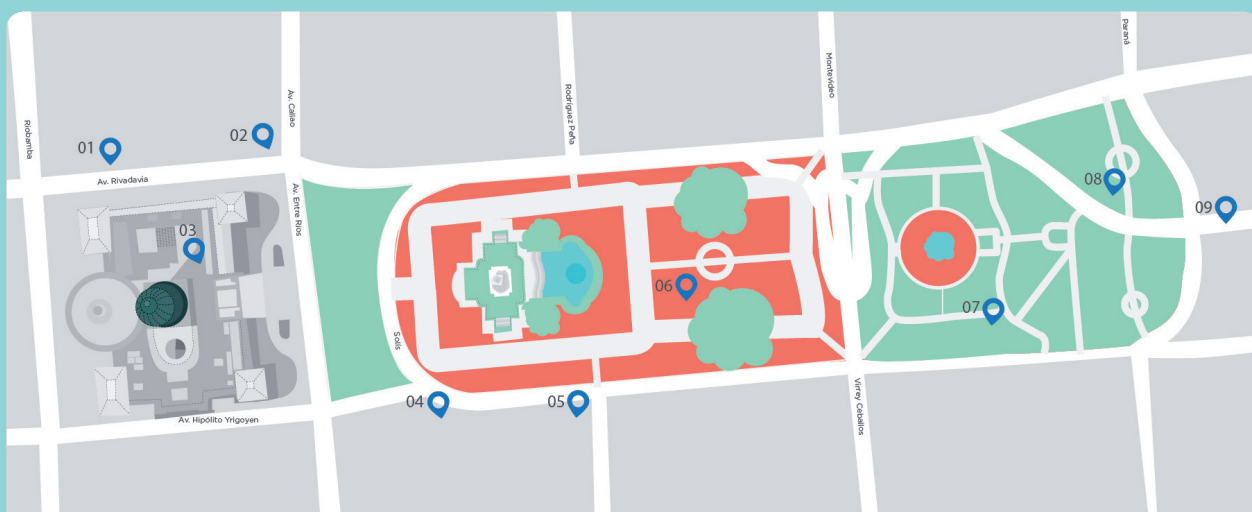 Riobamba
01
Av. Rivadavia
02
Av. Callao
Av. Entre Ríos
03
Av. Hipólito Yrigoyen
Solís
04
05
Rodríguez Peña
06
Montevideo
Virrey Ceballos
07
08
Paraná
09